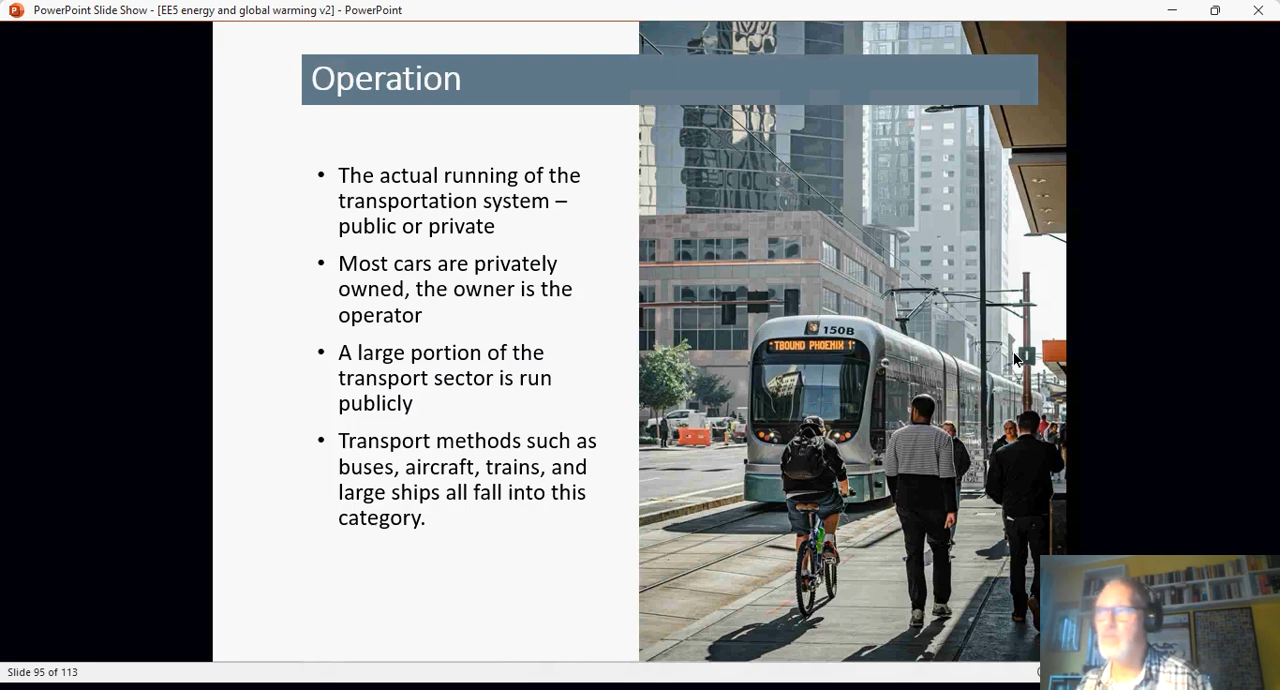 PowerPoint Slide Show - [EE5 energy and global warming v2] - PowerPoint
Operation
• The actual running of the
transportation system –
public or private
• Most cars are privately
owned, the owner is the
operator
• A large portion of the
transport sector is run
publicly
• Transport methods such as
buses, aircraft, trains, and
large ships all fall into this
category.
150B
TBOUND PHOENIX 1
Slide 95 of 113